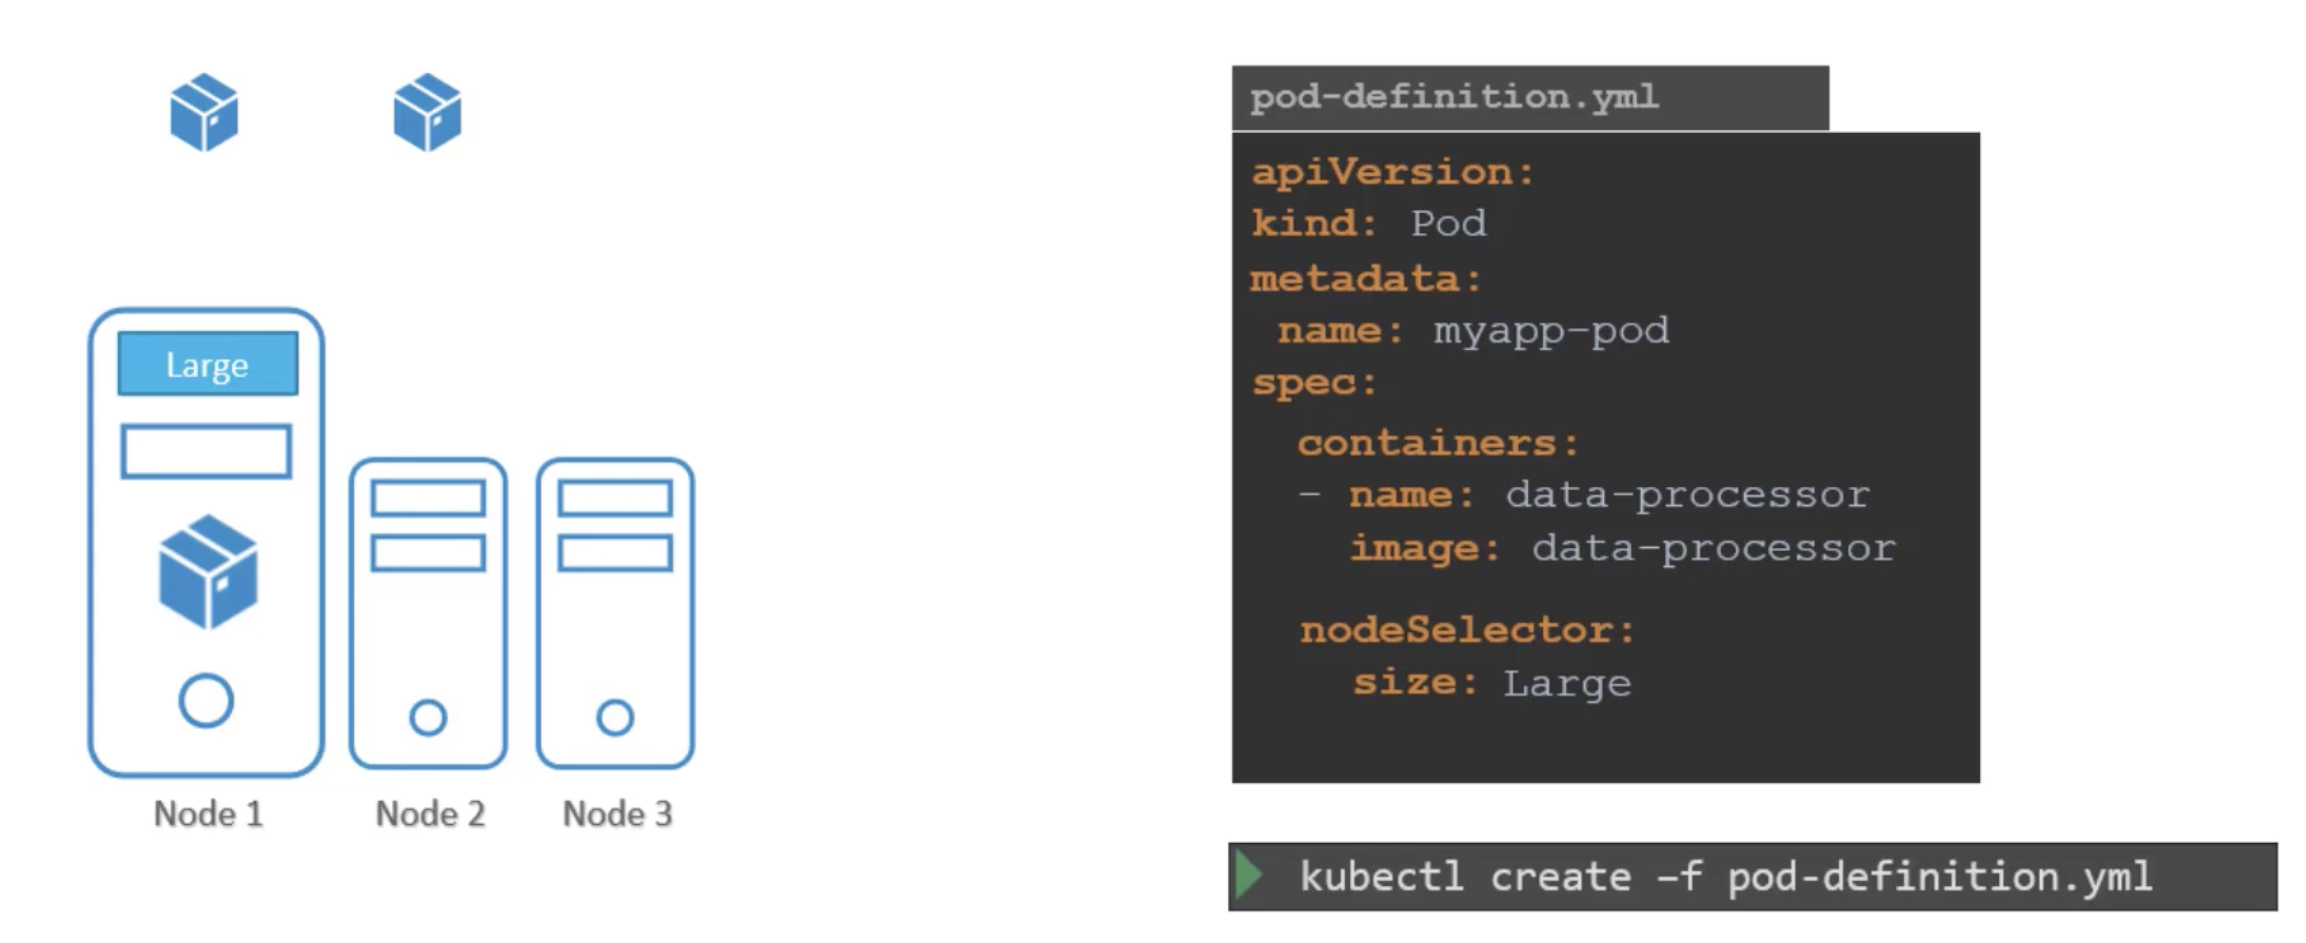 Large
Node 1
Node 2
Node 3
pod-definition.yml
apiVersion:
kind: Pod
metadata:
 name: myapp-pod
spec:
  containers:
  - name: data-processor
    image: data-processor
  nodeSelector:
    size: Large
kubectl create –f pod-definition.yml